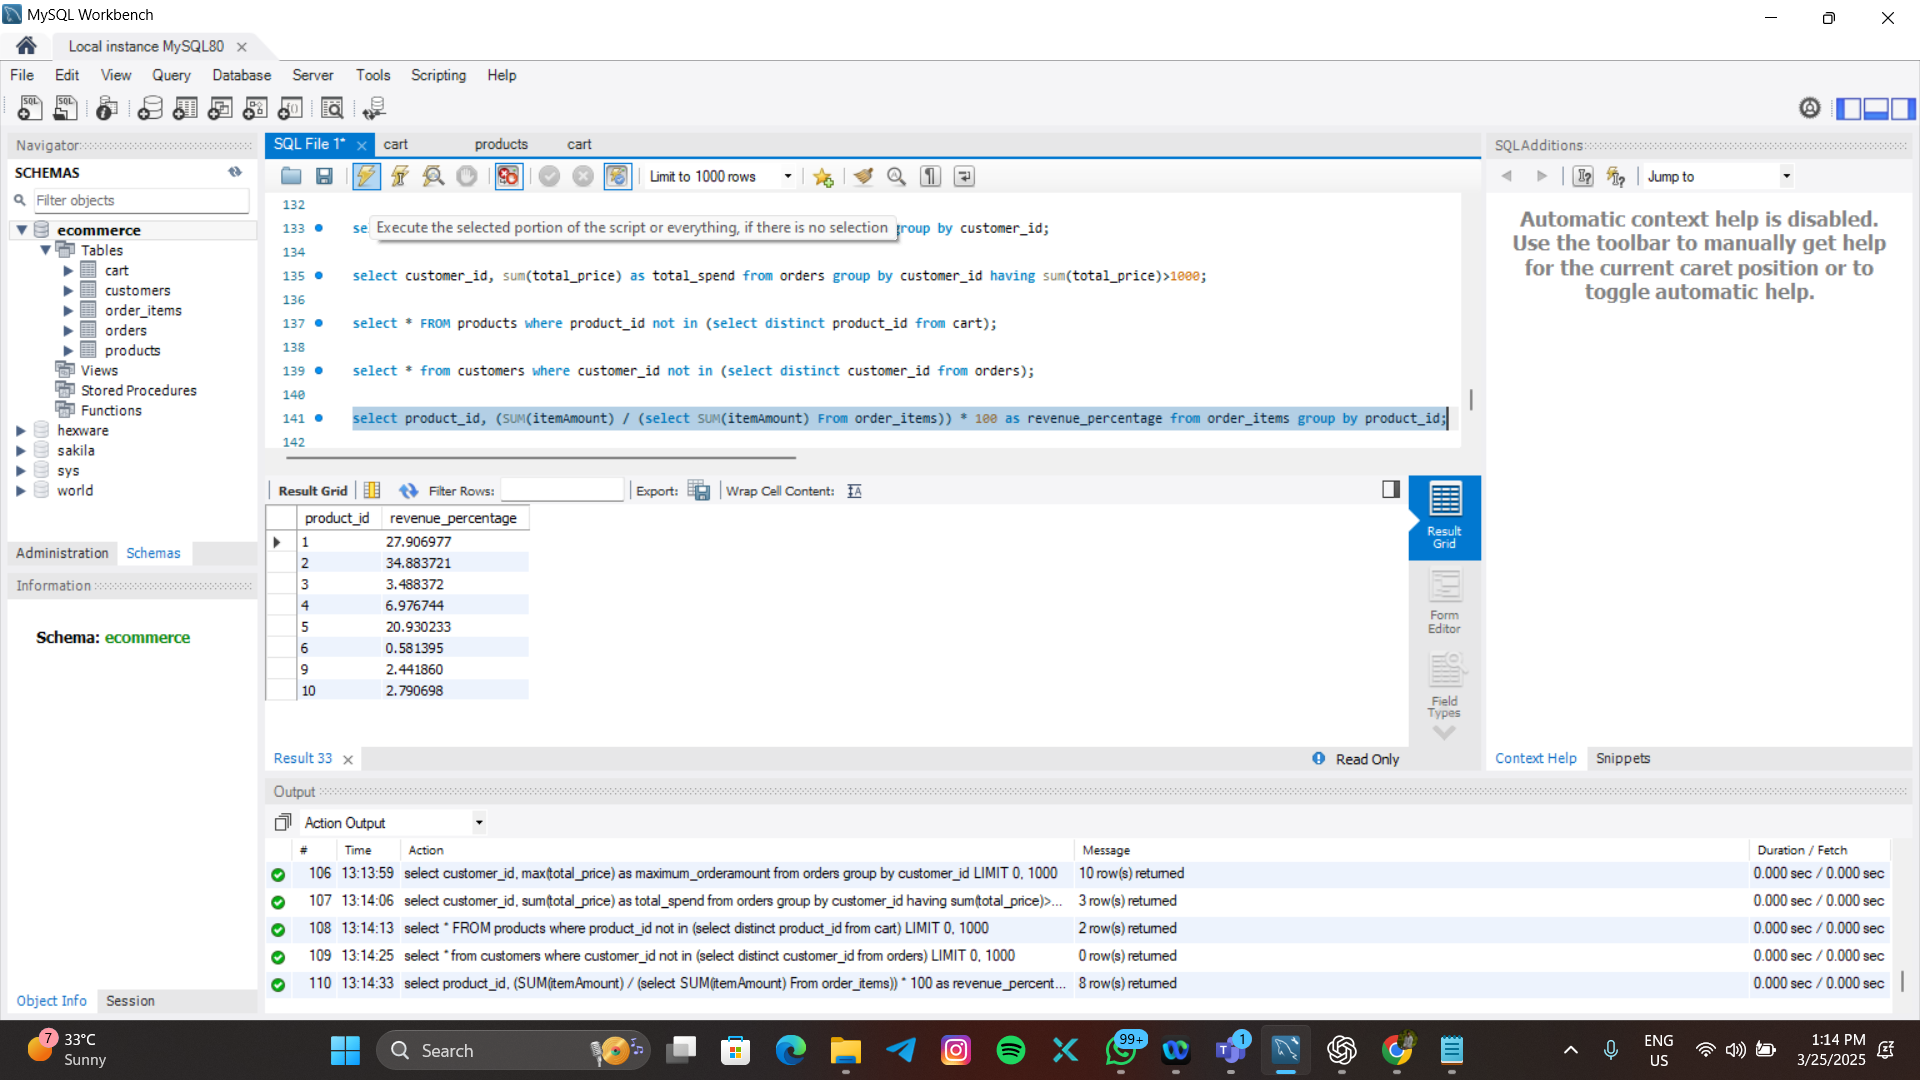 MySQL Workbench
Local instance MySQL80
File Edit View Query Database Server Tools Scripting Help
Navigator
SCHEMAS
Filter objects
ecommerce
Tables
cart
customers
order_items
orders
products
Views
Stored Procedures
Functions
hexware
sakila
sys
world
Administration Schemas
Information
Schema: ecommerce
Object Info Session
SQL File 1* cart products cart
Limit to 1000 rows
132
133 se Execute the selected portion of the script or everything, if there is no selection group by customer_id;
134
135 select customer_id, sum(total_price) as total_spend from orders group by customer_id having sum(total_price)>1000;
136
137 select * FROM products where product_id not in (select distinct product_id from cart);
138
139 select * from customers where customer_id not in (select distinct customer_id from orders);
140
141 select product_id, (SUM(itemAmount) / (select SUM(itemAmount) From order_items)) * 100 as revenue_percentage from order_items group by product_id;
142
Result Grid Filter Rows: Export: Wrap Cell Content:
product_id revenue_percentage
1 27.906977
2 34.883721
3 3.488372
4 6.976744
5 20.930233
6 0.581395
9 2.441860
10 2.790698
Result Grid
Form Editor
Field Types
Result 33 Read Only
SQLAdditions
Jump to
Automatic context help is disabled.
Use the toolbar to manually get help
for the current caret position or to
toggle automatic help.
Context Help Snippets
Output
Action Output
# Time Action Message Duration / Fetch
106 13:13:59 select customer_id, max(total_price) as maximum_orderamount from orders group by customer_id LIMIT 0, 1000 10 row(s) returned 0.000 sec / 0.000 sec
107 13:14:06 select customer_id, sum(total_price) as total_spend from orders group by customer_id having sum(total_price)>... 3 row(s) returned 0.000 sec / 0.000 sec
108 13:14:13 select * FROM products where product_id not in (select distinct product_id from cart) LIMIT 0, 1000 2 row(s) returned 0.000 sec / 0.000 sec
109 13:14:25 select * from customers where customer_id not in (select distinct customer_id from orders) LIMIT 0, 1000 0 row(s) returned 0.000 sec / 0.000 sec
110 13:14:33 select product_id, (SUM(itemAmount) / (select SUM(itemAmount) From order_items)) * 100 as revenue_percent... 8 row(s) returned 0.000 sec / 0.000 sec
7 33°C
Sunny
Search
99+
1
ENG
US
1:14 PM
3/25/2025